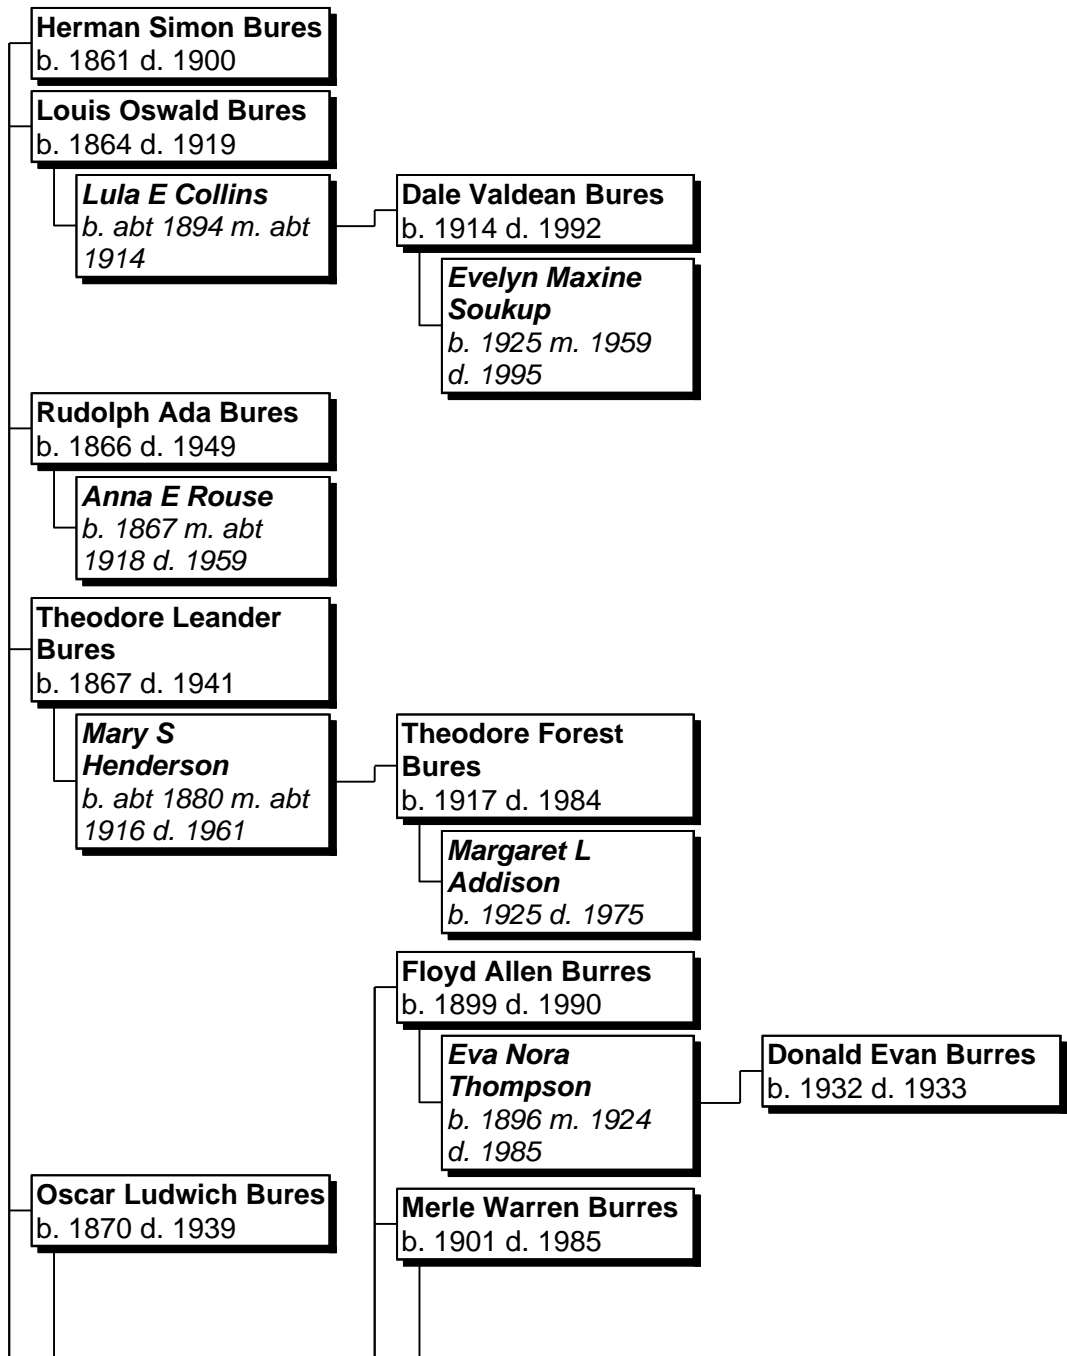 Herman Simon Bures
b. 1861 d. 1900
Louis Oswald Bures
b. 1864 d. 1919
Lula E Collins
b. abt 1894 m. abt
1914
Dale Valdean Bures
b. 1914 d. 1992
Evelyn Maxine
Soukup
b. 1925 m. 1959
d. 1995
Rudolph Ada Bures
b. 1866 d. 1949
Anna E Rouse
b. 1867 m. abt
1918 d. 1959
Theodore Leander
Bures
b. 1867 d. 1941
Mary S
Henderson
b. abt 1880 m. abt
1916 d. 1961
Theodore Forest
Bures
b. 1917 d. 1984
Margaret L
Addison
b. 1925 d. 1975
Floyd Allen Burres
b. 1899 d. 1990
Eva Nora
Thompson
b. 1896 m. 1924
d. 1985
Donald Evan Burres
b. 1932 d. 1933
Oscar Ludwich Bures
b. 1870 d. 1939
Merle Warren Burres
b. 1901 d. 1985